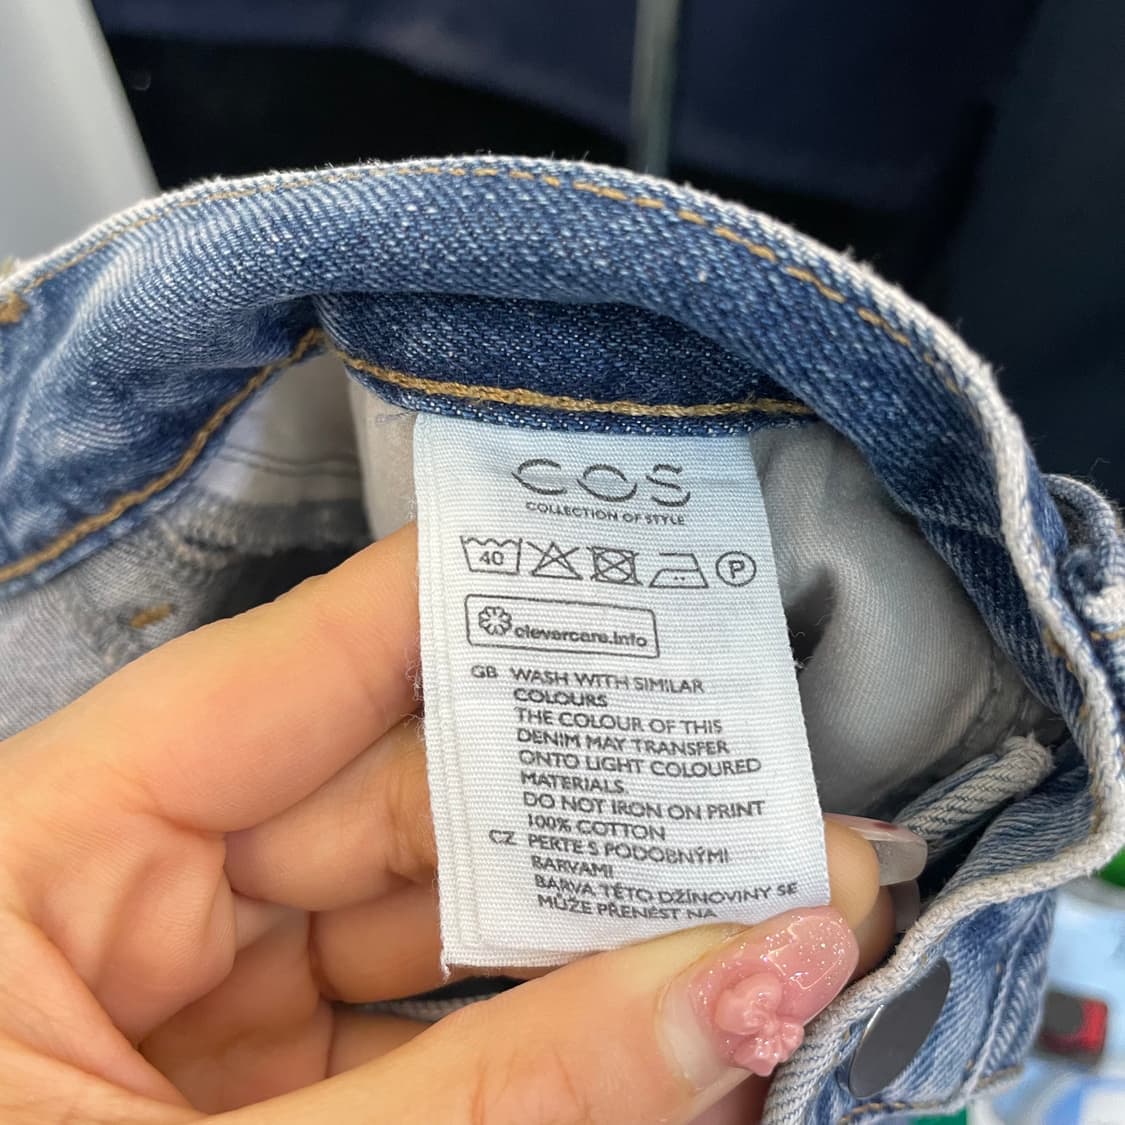 COS
COLLECTION OF STYLE
40
P
clevercare.info
GB WASH WITH SIMILAR
COLOURS
THE COLOUR OF THIS
DENIM MAY TRANSFER
ONTO LIGHT COLOURED
MATERIALS
DO NOT IRON ON PRINT
100% COTTON
CZ PERTE S PODOBNÝMI
BARVAMI
BARVA TÉTO DŽÍNOVINY SE
MŮŽE PŘENÉST NA